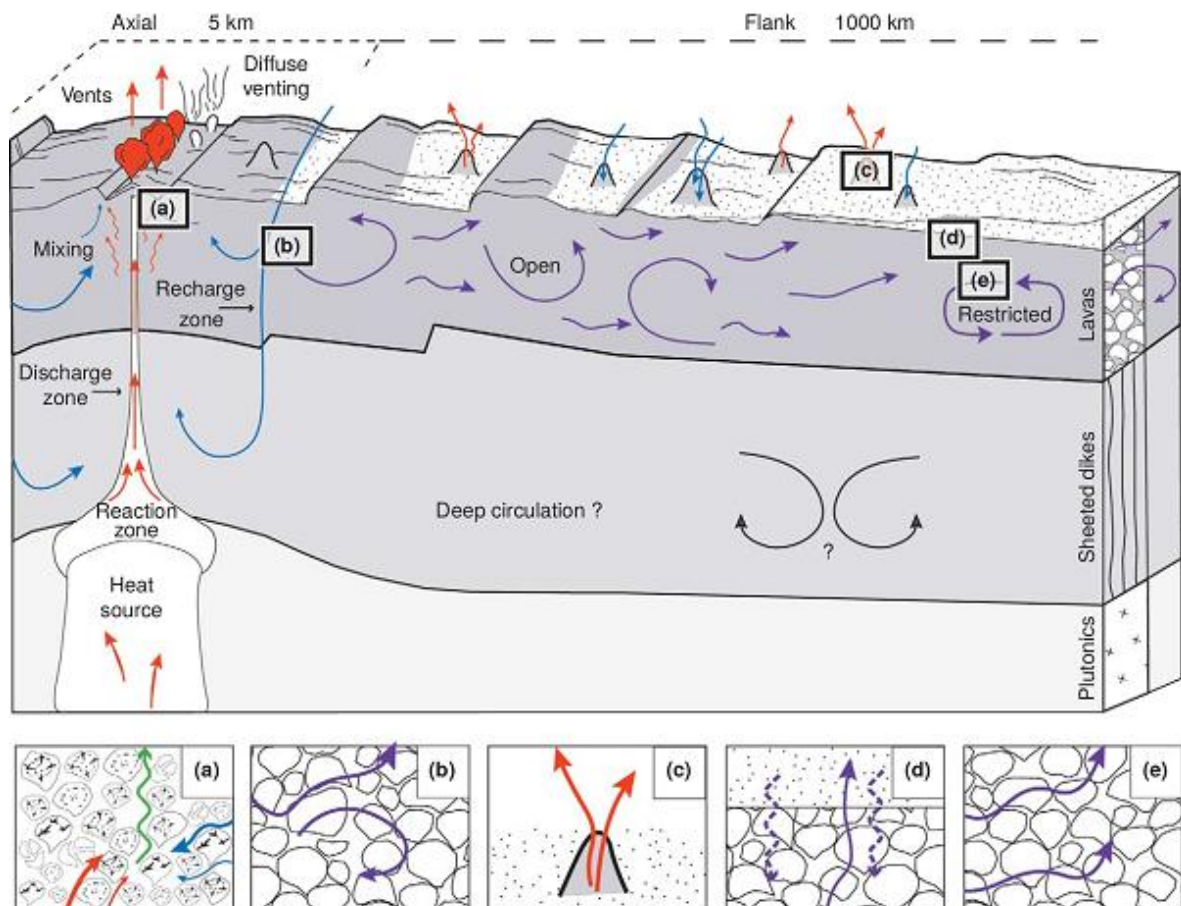 Axial 5 km Flank 1000 km
Diffuse
venting
Vents
(a)
(b)
(c)
(d)
(e)
Mixing
Open
Restricted
Recharge
zone
Discharge
zone
Reaction
zone
Deep circulation ?
?
Heat
source
Lavas
Sheeted dikes
Plutonics
(a)
(b)
(c)
(d)
(e)